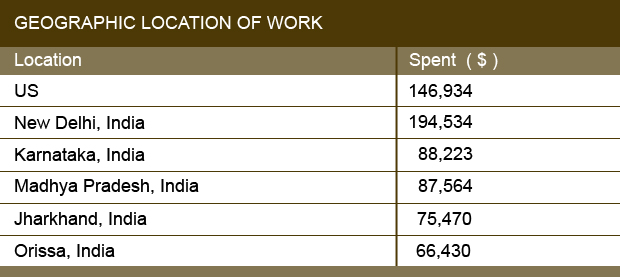 GEOGRAPHIC LOCATION OF WORK
Location Spent ( $ )
US 146,934
New Delhi, India 194,534
Karnataka, India 88,223
Madhya Pradesh, India 87,564
Jharkhand, India 75,470
Orissa, India 66,430